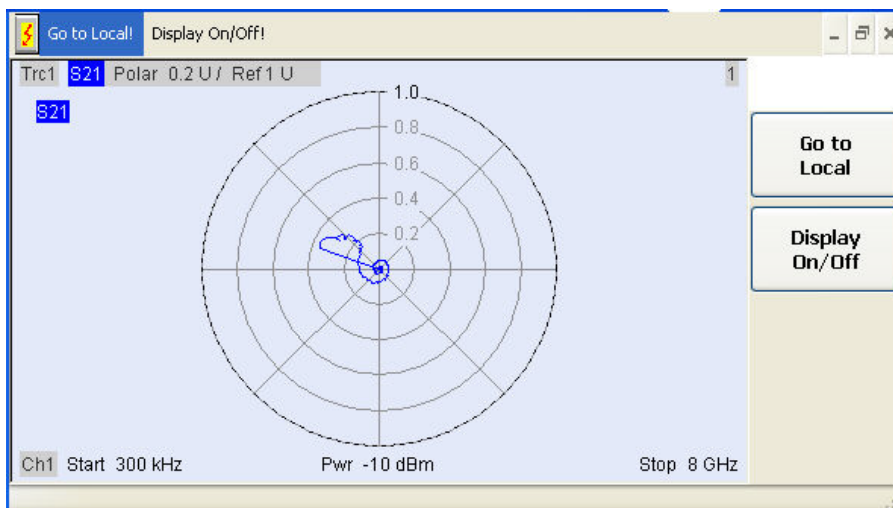 Go to Local! Display On/Off!
Trc1 S21 Polar 0.2 U/ Ref 1 U 1
S21
1.0
0.8
0.6
0.4
0.2
Ch1 Start 300 kHz Pwr -10 dBm Stop 8 GHz
Go to
Local
Display
On/Off